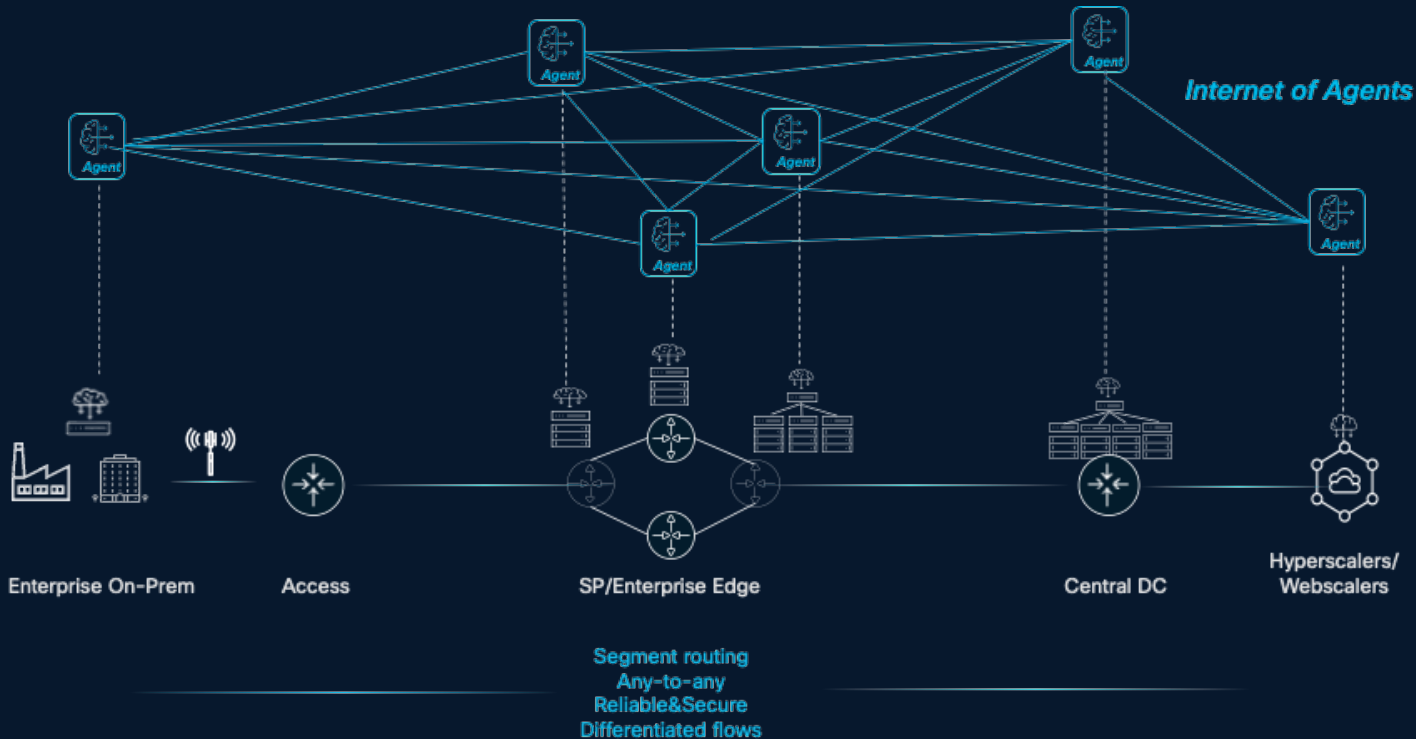 Agent
Agent
Internet of Agents
Agent
Agent
Agent
Agent
Enterprise On-Prem
Access
SP/Enterprise Edge
Central DC
Hyperscalers/
Webscalers
Segment routing
Any-to-any
Reliable&Secure
Differentiated flows